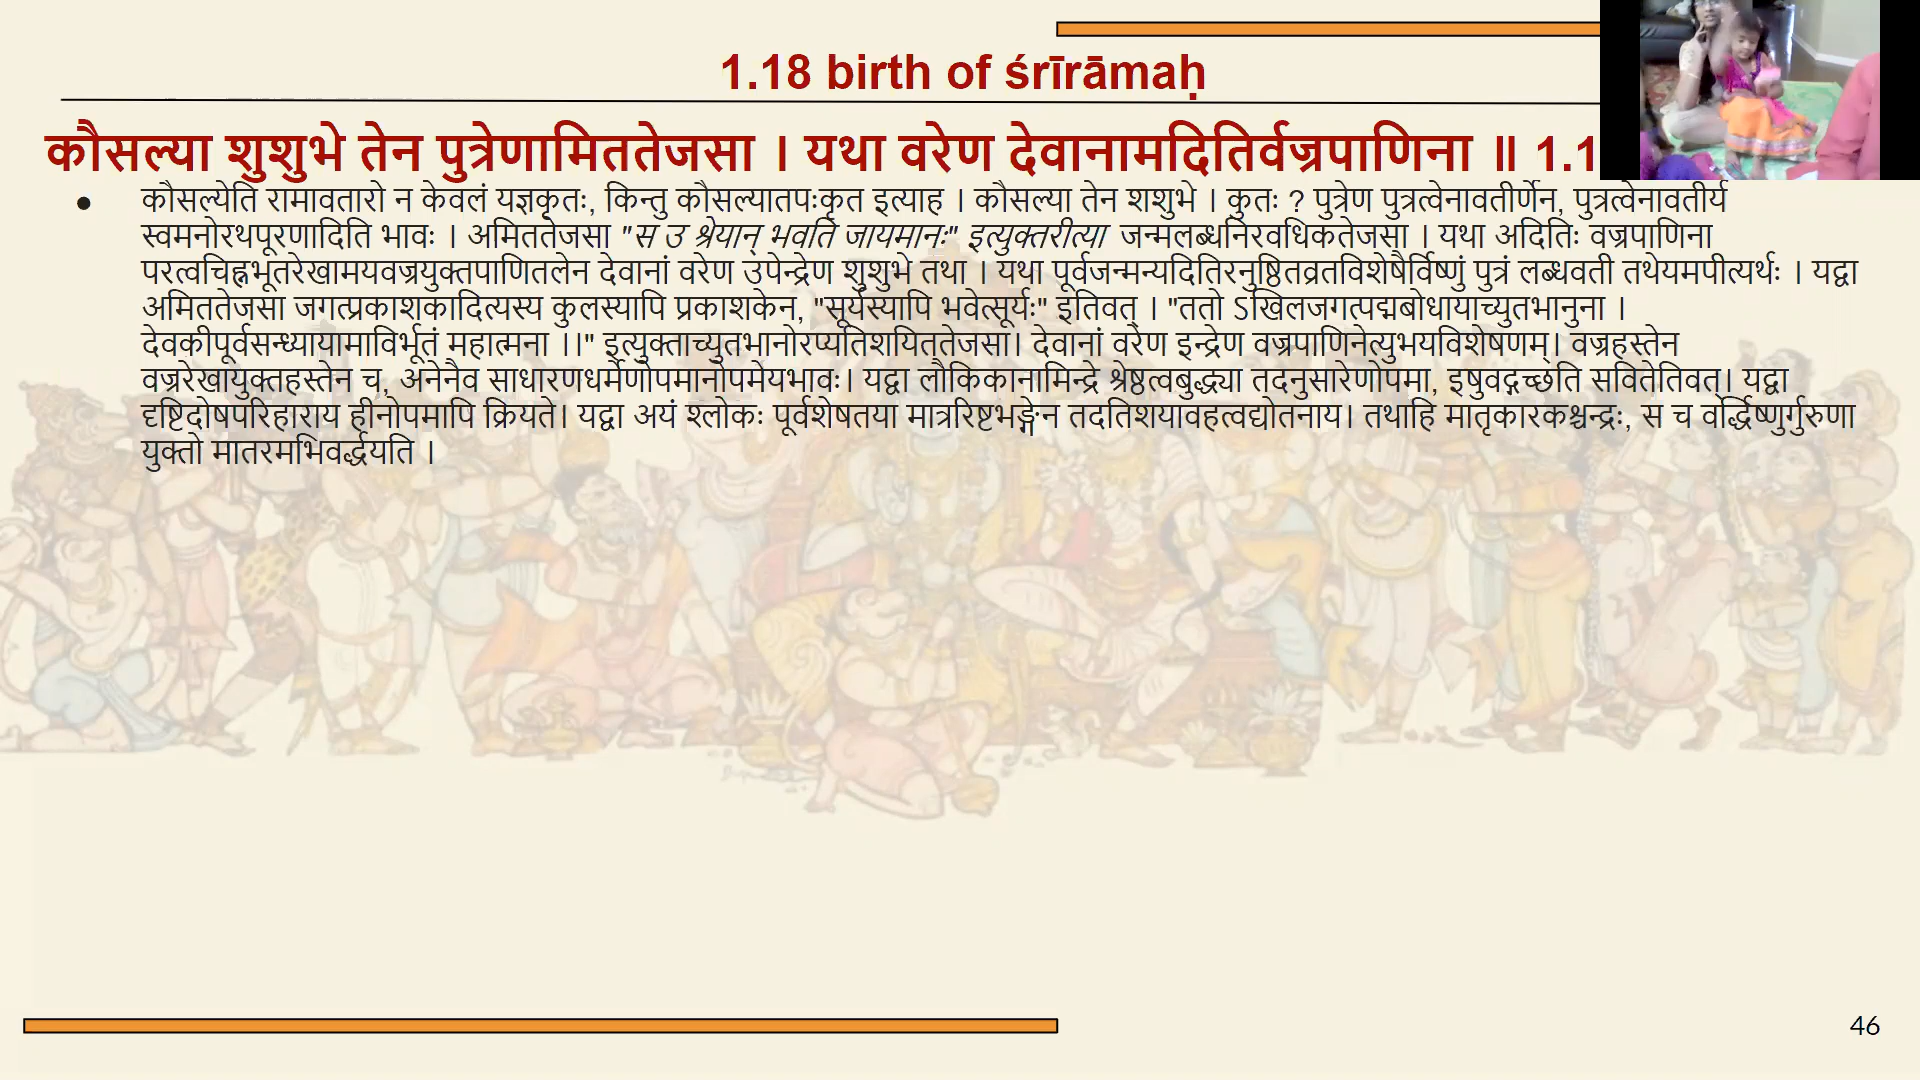 1.18 birth of śrīrāmaḥ
कौसल्या शुशुभे तेन पुत्रेणामिततेजसा । यथा वरेण देवानामदितिर्वज्रपाणिना ॥ 1.1
● कौसल्येति रामावतारो न केवलं यज्ञकृतः, किन्तु कौसल्यातपःकृत इत्याह । कौसल्या तेन शशुभे । कुतः ? पुत्रेण पुत्रत्वेनावतीर्णेन, पुत्रत्वेनावतीर्य
स्वमनोरथपूरणादिति भावः । अमिततेजसा "स उ श्रेयान् भवति जायमानः" इत्युक्तरीत्या जन्मलब्धनिरवधिकतेजसा । यथा अदितिः वज्रपाणिना
परत्वचिह्नभूतरेखामयवज्रयुक्तपाणितलेन देवानां वरेण उपेन्द्रेण शुशुभे तथा । यथा पूर्वजन्मन्यदितिरनुष्ठितव्रतविशेषैर्विष्णुं पुत्रं लब्धवती तथेयमपीत्यर्थः । यद्वा
अमिततेजसा जगत्प्रकाशकादित्यस्य कुलस्यापि प्रकाशकेन, "सूर्यस्यापि भवेत्सूर्यः" इतिवत् । "ततो ऽखिलजगत्पद्मबोधायाच्युतभानुना ।
देवकीपूर्वसन्ध्यायामाविर्भूतं महात्मना ।।" इत्युक्ताच्युतभानोरप्यतिशयिततेजसा। देवानां वरेण इन्द्रेण वज्रपाणिनेत्युभयविशेषणम्। वज्रहस्तेन
वज्ररेखायुक्तहस्तेन च, अनेनैव साधारणधर्मेणोपमानोपमेयभावः। यद्वा लौकिकानामिन्द्रे श्रेष्ठत्वबुद्ध्या तदनुसारेणोपमा, इषुवद्गच्छति सवितेतिवत्। यद्वा
दृष्टिदोषपरिहाराय हीनोपमापि क्रियते। यद्वा अयं श्लोकः पूर्वशेषतया मात्ररिष्टभङ्गेन तदतिशयावहत्वद्योतनाय। तथाहि मातृकारकश्चन्द्रः, स च वर्द्धिष्णुर्गुरुणा
युक्तो मातरमभिवर्द्धयति ।
46